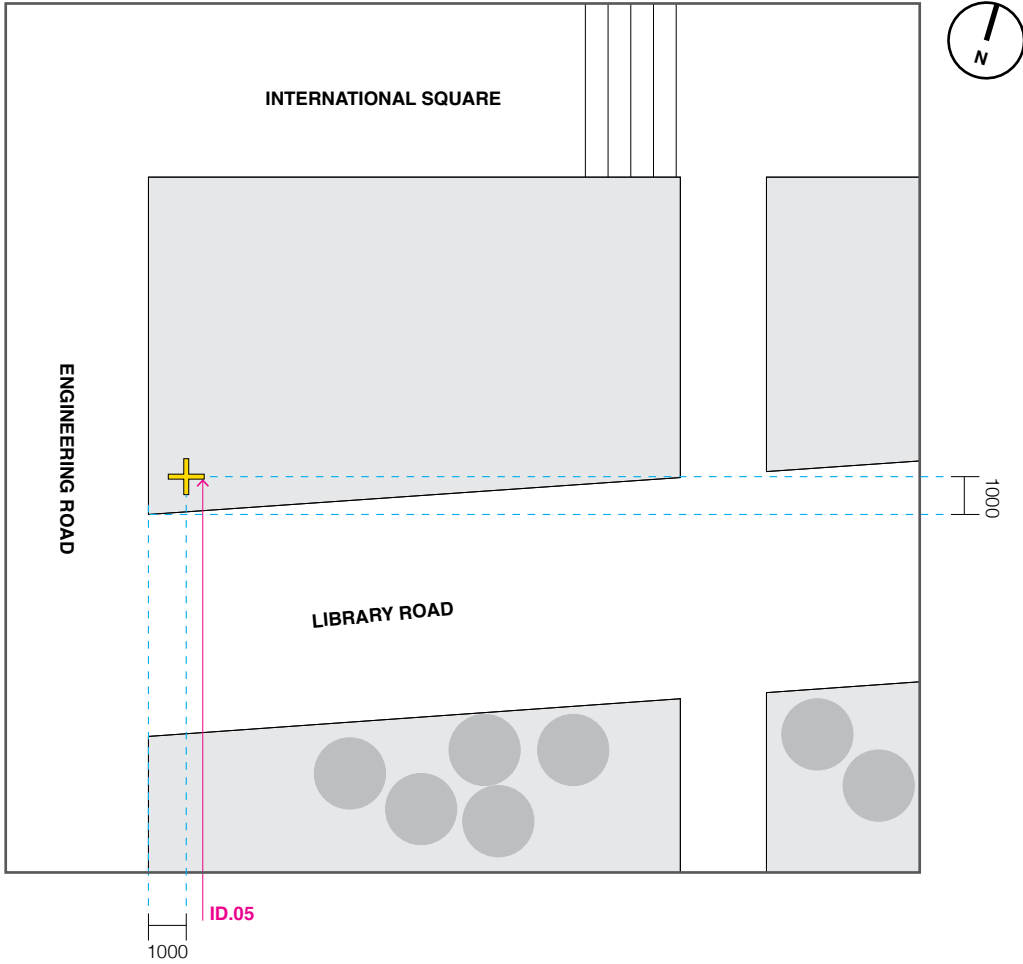 N
INTERNATIONAL SQUARE
ENGINEERING ROAD
1000
LIBRARY ROAD
ID.05
1000